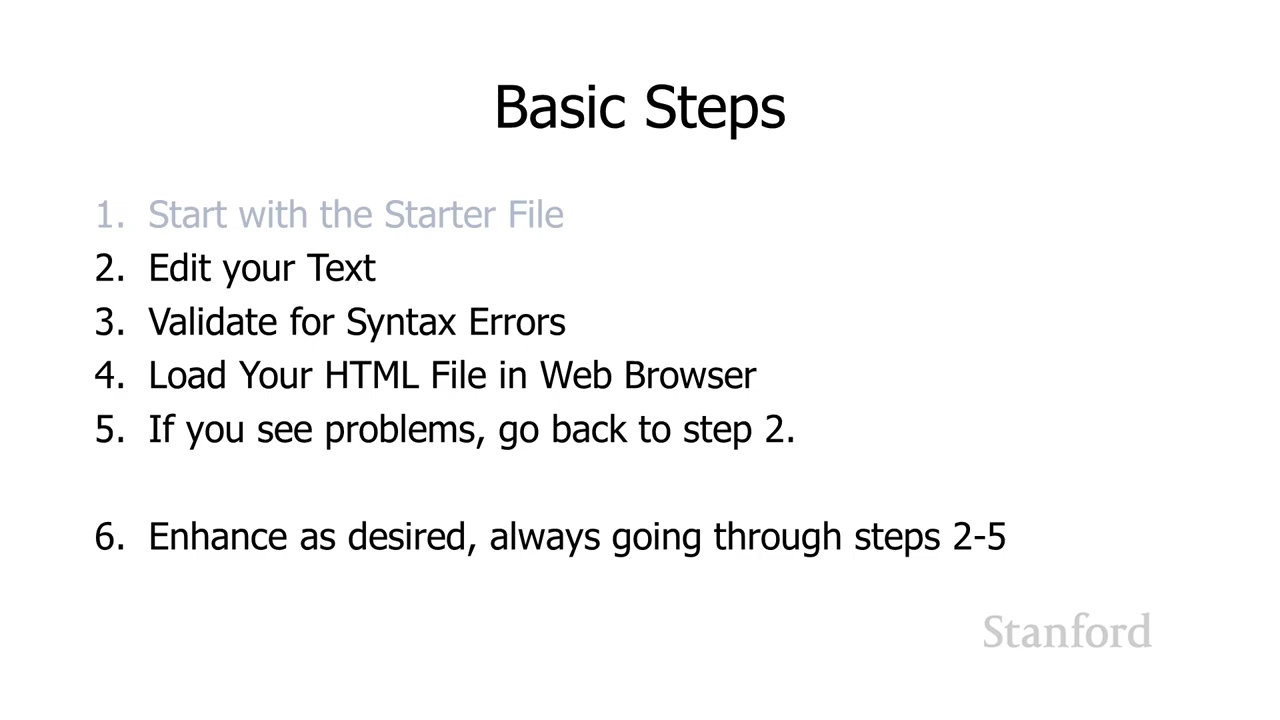 Basic Steps
1. Start with the Starter File
2. Edit your Text
3. Validate for Syntax Errors
4. Load Your HTML File in Web Browser
5. If you see problems, go back to step 2.
6. Enhance as desired, always going through steps 2-5
Stanford